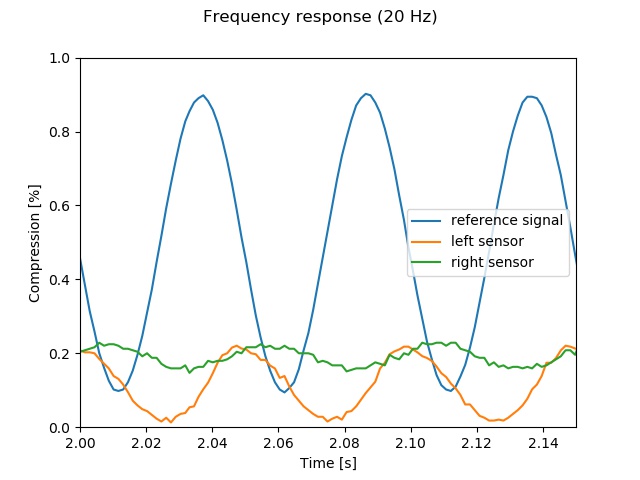 Frequency response (20 Hz)
1.0
0.8
0.6
0.4
0.2
0.0
Compression [%]
reference signal
left sensor
right sensor
2.00 2.02 2.04 2.06 2.08 2.10 2.12 2.14
Time [s]